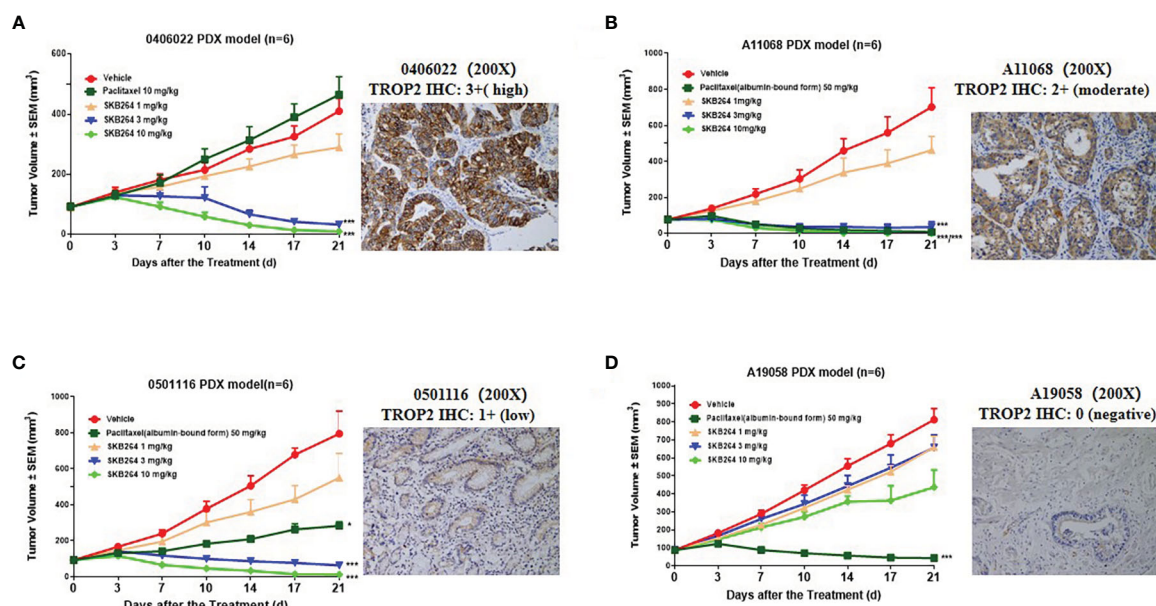 A
0406022 PDX model (n=6)
600
400
200
0
Tumor Volume ± SEM (mm³)
Vehicle
Paclitaxel 10 mg/kg
SKB264 1 mg/kg
SKB264 3 mg/kg
SKB264 10 mg/kg
***
***
0 3 7 10 14 17 21
Days after the Treatment (d)
0406022 (200X)
TROP2 IHC: 3+( high)
B
A11068 PDX model (n=6)
1000
800
600
400
200
0
Tumor Volume ± SEM (mm³)
Vehicle
Paclitaxel(albumin-bound form) 50 mg/kg
SKB264 1mg/kg
SKB264 3mg/kg
SKB264 10mg/kg
***
***/***
0 3 7 10 14 17 21
Days after the Treatment (d)
A11068 (200X)
TROP2 IHC: 2+ (moderate)
C
0501116 PDX model(n=6)
1000
800
600
400
200
0
Tumor Volume ± SEM (mm³)
Vehicle
Paclitaxel(albumin-bound form) 50 mg/kg
SKB264 1 mg/kg
SKB264 3 mg/kg
SKB264 10 mg/kg
*
***
***
0 3 7 10 14 17 21
Days after the Treatment (d)
0501116 (200X)
TROP2 IHC: 1+ (low)
D
A19058 PDX model (n=6)
1000
900
800
700
600
500
400
300
200
100
0
Tumor Volume ± SEM (mm³)
Vehicle
Paclitaxel(albumin-bound form) 50 mg/kg
SKB264 1 mg/kg
SKB264 3 mg/kg
SKB264 10 mg/kg
***
0 3 7 10 14 17 21
Days after the Treatment (d)
A19058 (200X)
TROP2 IHC: 0 (negative)